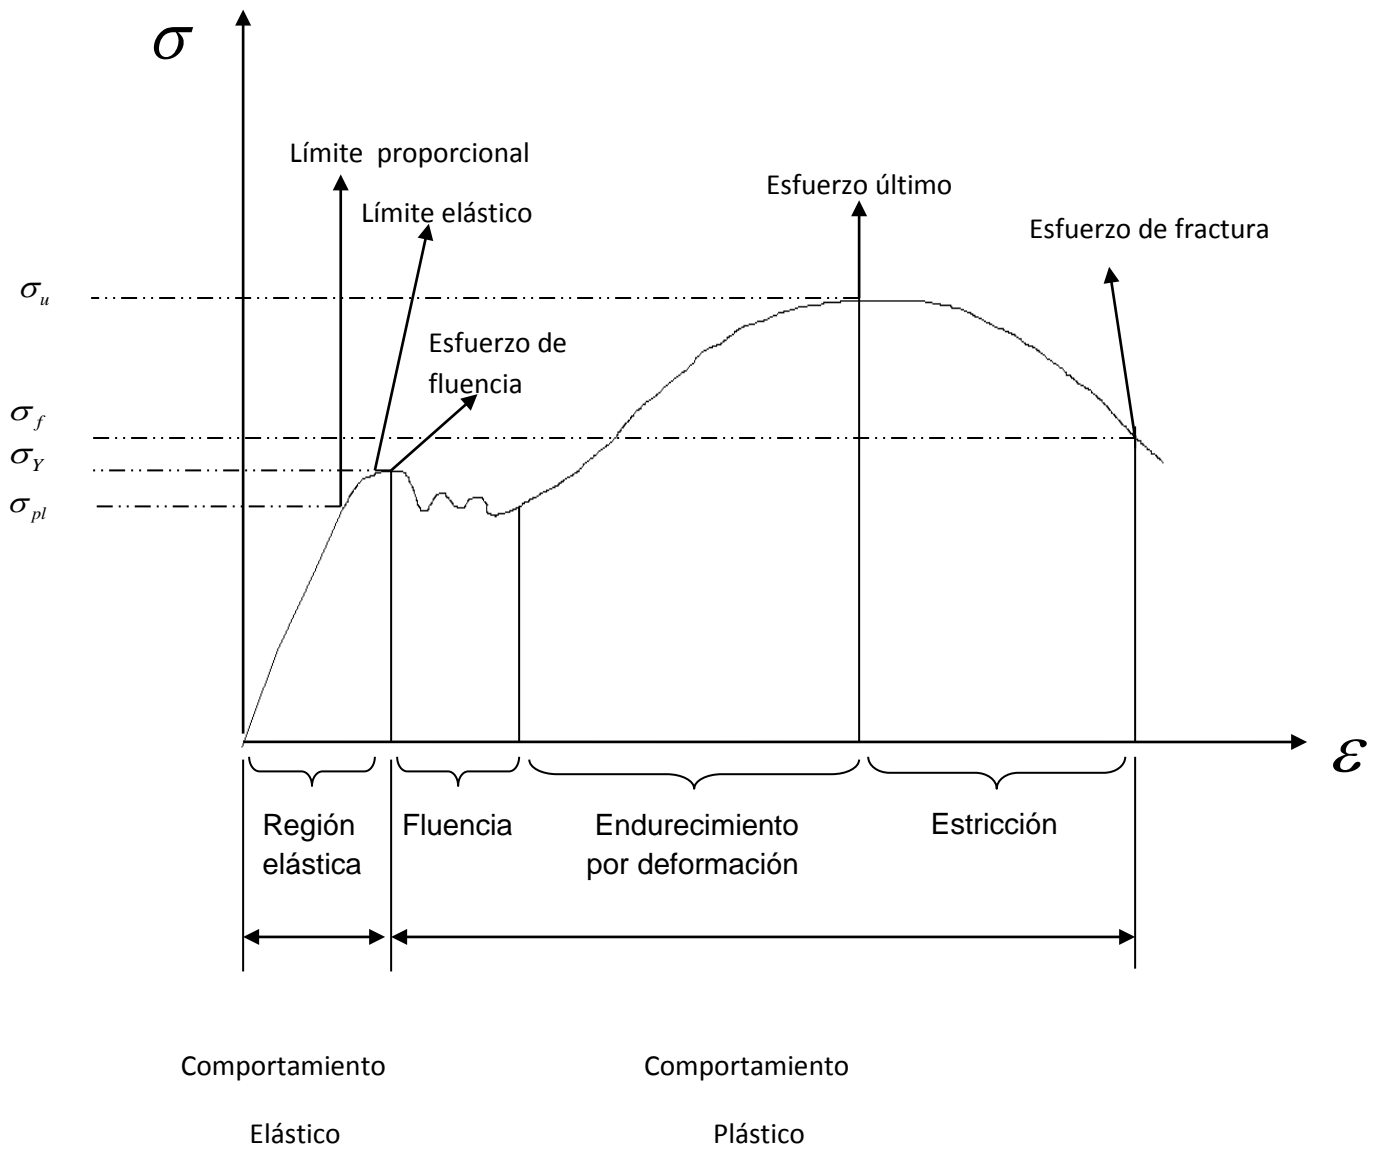 σ
Límite proporcional
Límite elástico
Esfuerzo último
Esfuerzo de fractura
σu
Esfuerzo de
fluencia
σf
σY
σpl
ε
Región
elástica
Fluencia
Endurecimiento
por deformación
Estricción
Comportamiento
Elástico
Comportamiento
Plástico